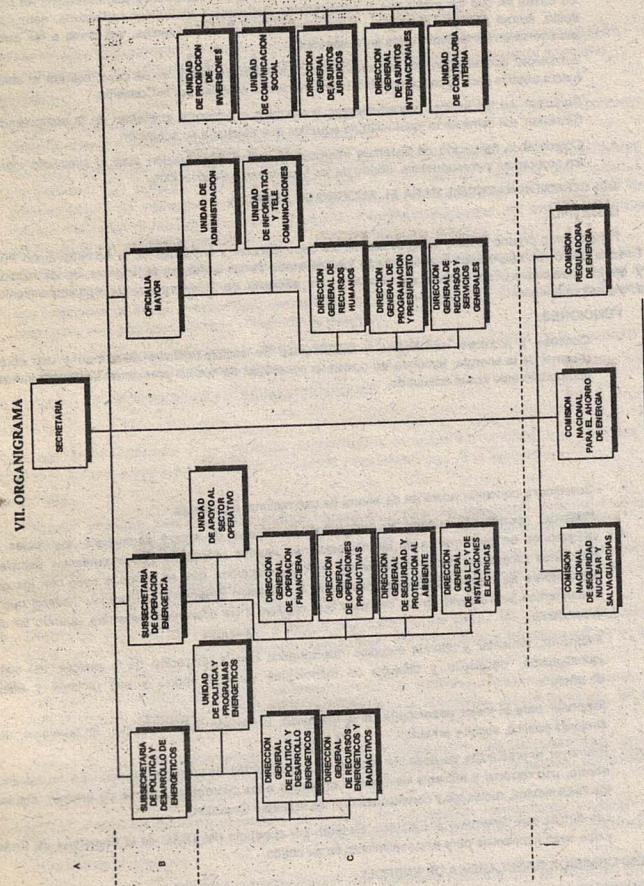 VII. ORGANIGRAMA
SECRETARIA
A
B
C
SUBSECRETARIA
DE POLITICA Y
DESARROLLO DE
ENERGETICOS
UNIDAD
DE POLITICA Y
PROGRAMAS
ENERGETICOS
DIRECCION
GENERAL
DE POLITICA Y
DESARROLLO
ENERGETICOS
DIRECCION
GENERAL
DE RECURSOS
ENERGETICOS Y
RADIACTIVOS
SUBSECRETARIA
DE OPERACION
ENERGETICA
UNIDAD
DE APOYO AL
SECTOR
OPERATIVO
DIRECCION
GENERAL
DE OPERACION
FINANCIERA
DIRECCION
GENERAL
DE OPERACIONES
PRODUCTIVAS
DIRECCION
GENERAL
DE SEGURIDAD Y
PROTECCION AL
AMBIENTE
DIRECCION
GENERAL
DE GAS L.P. Y DE
INSTALACIONES
ELECTRICAS
OFICIALIA
MAYOR
UNIDAD DE
ADMINISTRACION
UNIDAD
DE INFORMATICA
Y TELE
COMUNICACIONES
DIRECCION
GENERAL DE
RECURSOS
HUMANOS
DIRECCION
GENERAL DE
PROGRAMACION
Y PRESUPUESTO
DIRECCION
GENERAL DE
RECURSOS Y
SERVICIOS
GENERALES
UNIDAD
DE PROMOCION
DE
INVERSIONES
UNIDAD
DE COMUNICACION
SOCIAL
DIRECCION
GENERAL
DE ASUNTOS
JURIDICOS
DIRECCION
GENERAL
DE ASUNTOS
INTERNACIONALES
UNIDAD
DE CONTRALORIA
INTERNA
COMISION
NACIONAL
DE SEGURIDAD
NUCLEAR Y
SALVAGUARDIAS
COMISION
NACIONAL
PARA EL AHORRO
DE ENERGIA
COMISION
REGULADORA
DE ENERGIA